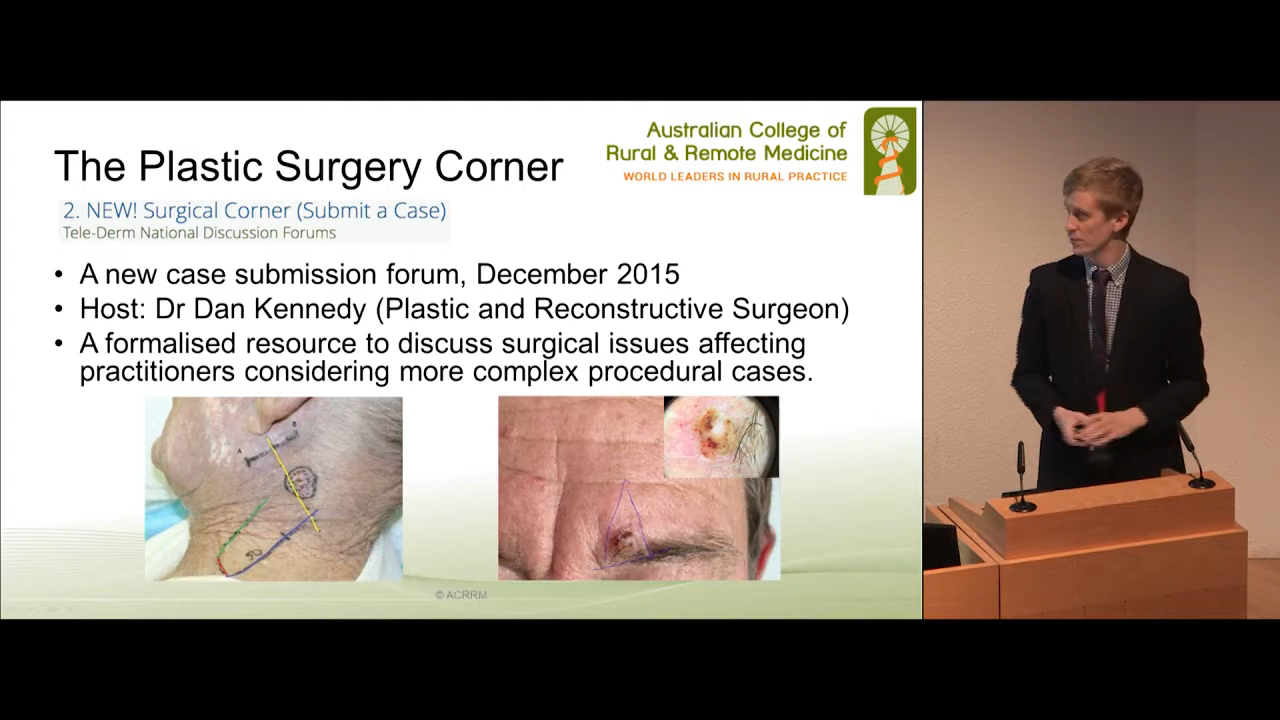 Australian College of
Rural & Remote Medicine
WORLD LEADERS IN RURAL PRACTICE
The Plastic Surgery Corner
2. NEW! Surgical Corner (Submit a Case)
Tele-Derm National Discussion Forums
• A new case submission forum, December 2015
• Host: Dr Dan Kennedy (Plastic and Reconstructive Surgeon)
• A formalised resource to discuss surgical issues affecting
practitioners considering more complex procedural cases.
B
A
© ACRRM